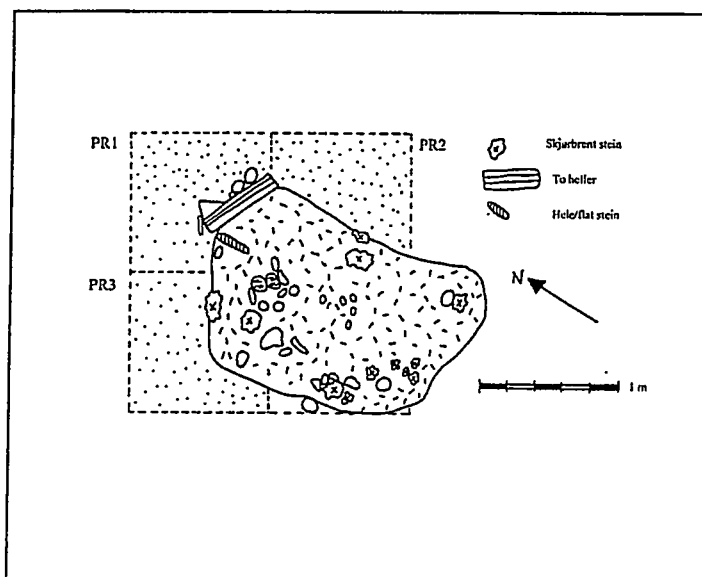 PR1
PR2
PR3
Skjørbrent stein
To heller
Helle/flat stein
N
1 m